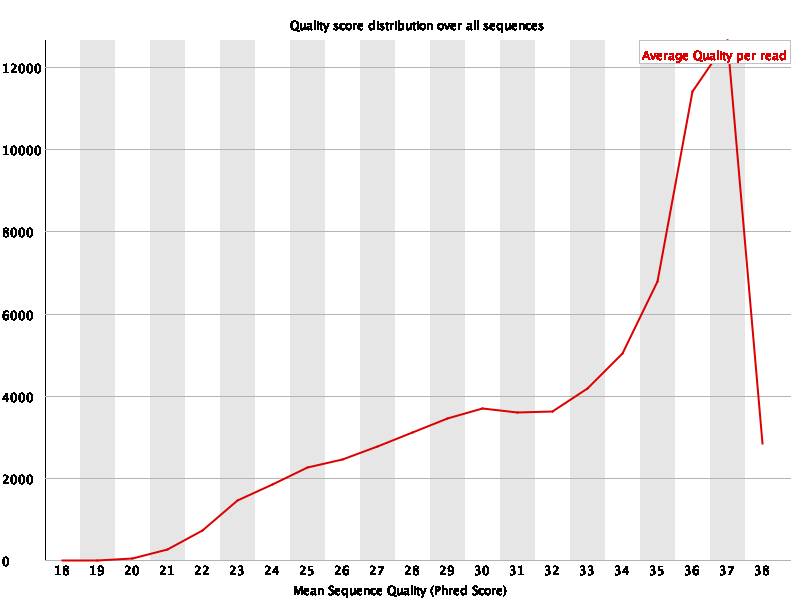 Quality score distribution over all sequences
Average Quality per read
12000
10000
8000
6000
4000
2000
0
18 19 20 21 22 23 24 25 26 27 28 29 30 31 32 33 34 35 36 37 38
Mean Sequence Quality (Phred Score)